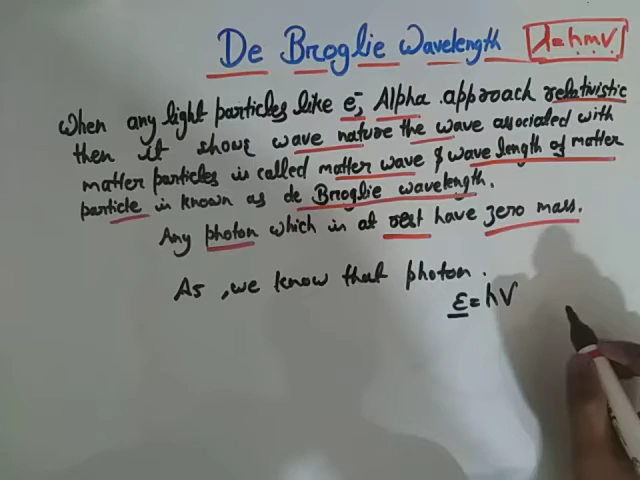 De Broglie Wavelength λ=hmv
When any light particles like e⁻, Alpha approach relativistic
then it shows wave nature the wave associated with
matter particles is called matter wave & wave length of matter
particle is known as de Broglie wavelength.
Any photon which is at rest have zero mass.
As, we know that photon.
ε=hν